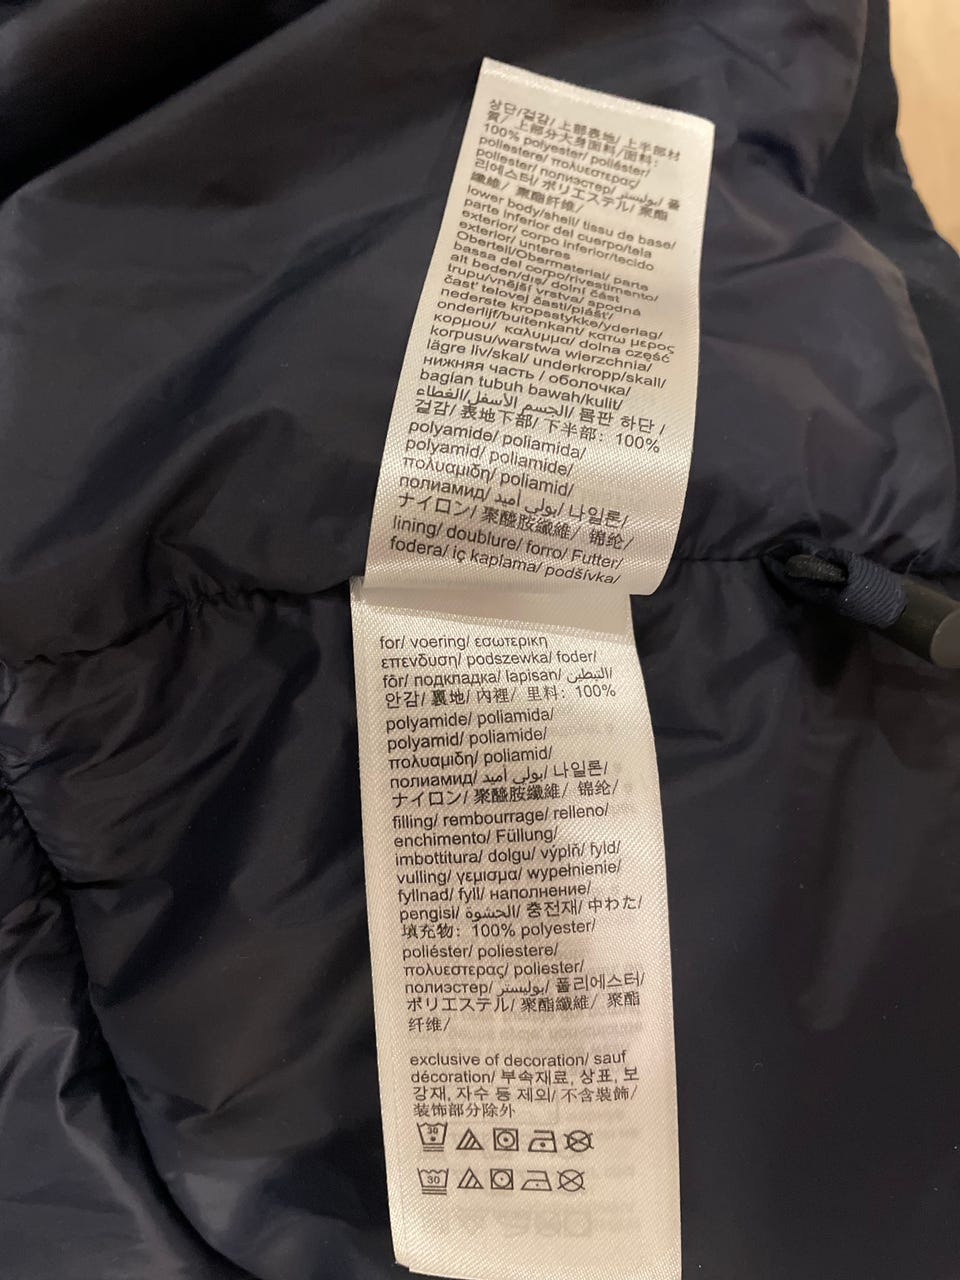 상단/겉감/ 上部表地/ 上半部材
質/ 上部分大身面料/面料:
100% polyester/ poliéster/
poliestere/ πολυεστερας/
poliester/ полиэстер/ بوليستر/ 폴
리에스터/ ポリエステル/ 聚酯
纖維/ 聚酯纤维/
lower body/shell/ tissu de base/
parte inferior del cuerpo/tela
exterior/ corpo inferior/tecido
exterior/ unteres
Oberteil/Obermaterial/ parte
bassa del corpo/rivestimento/
alt beden/dış/ dolní část
trupu/vnější vrstva/ spodná
časť telovej časti/plášť/
nederste kropsstykke/yderlag/
onderlijf/buitenkant/ κατω μερος
κορμου/ καλυμμα/ dolna część
korpusu/warstwa wierzchnia/
lägre liv/skal/ underkropp/skall/
нижняя часть / оболочка/
bagian tubuh bawah/kulit/
الجسم الأسفل/الغطاء/ 몸판 하단 /
겉감/ 表地下部/ 下半部: 100%
polyamide/ poliamida/
polyamid/ poliamide/
πολυαμιδη/ poliamid/
полиамид/ بولي أميد/ 나일론/
ナイロン/ 聚醯胺纖維/ 锦纶/
lining/ doublure/ forro/ Futter/
fodera/ iç kaplama/ podšívka/
for/ voering/ εσωτερικη
επενδυση/ podszewka/ foder/
fôr/ подкладка/ lapisan/ التبطين/
안감/ 裏地/ 內裡/ 里料: 100%
polyamide/ poliamida/
polyamid/ poliamide/
πολυαμιδη/ poliamid/
полиамид/ بولي أميد/ 나일론/
ナイロン/ 聚醯胺纖維/ 锦纶/
filling/ rembourrage/ relleno/
enchimento/ Füllung/
imbottitura/ dolgu/ výplň/ fyld/
vulling/ γεμισμα/ wypełnienie/
fyllnad/ fyll/ наполнение/
pengisi/ الحشوة/ 충전재/ 中わた/
填充物: 100% polyester/
poliéster/ poliestere/
πολυεστερας/ poliester/
полиэстер/ بوليستر/ 폴리에스터/
ポリエステル/ 聚酯纖維/ 聚酯
纤维/
exclusive of decoration/ sauf
décoration/ 부속재료, 상표, 보
강재, 자수 등 제외/ 不含裝飾/
装饰部分除外
30
30